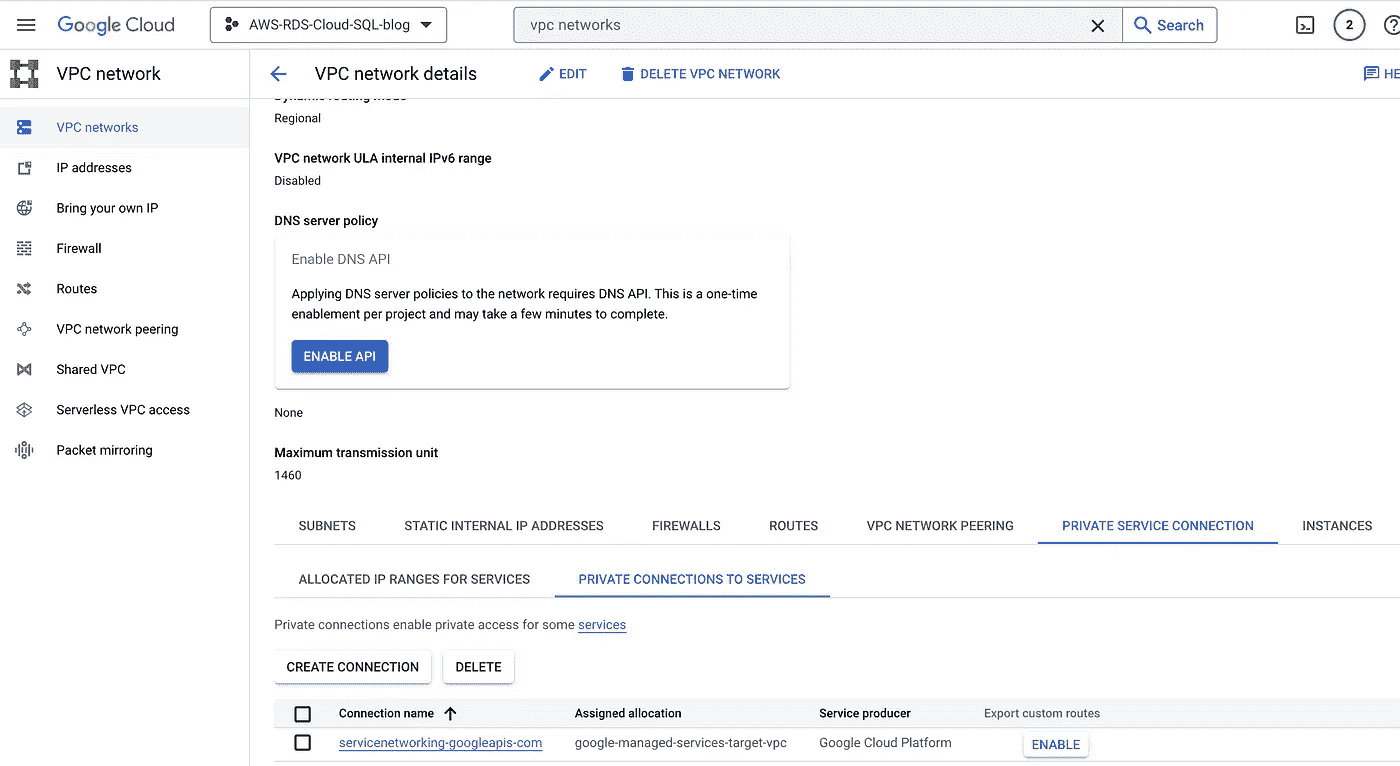 Google Cloud
AWS-RDS-Cloud-SQL-blog
vpc networks
Search
2
VPC network
VPC network details
EDIT
DELETE VPC NETWORK
HE
VPC networks
IP addresses
Bring your own IP
Firewall
Routes
VPC network peering
Shared VPC
Serverless VPC access
Packet mirroring
Dynamic routing mode
Regional
VPC network ULA internal IPv6 range
Disabled
DNS server policy
Enable DNS API
Applying DNS server policies to the network requires DNS API. This is a one-time
enablement per project and may take a few minutes to complete.
ENABLE API
None
Maximum transmission unit
1460
SUBNETS STATIC INTERNAL IP ADDRESSES FIREWALLS ROUTES VPC NETWORK PEERING PRIVATE SERVICE CONNECTION INSTANCES
ALLOCATED IP RANGES FOR SERVICES PRIVATE CONNECTIONS TO SERVICES
Private connections enable private access for some services
CREATE CONNECTION DELETE
Connection name Assigned allocation Service producer Export custom routes
servicenetworking-googleapis-com google-managed-services-target-vpc Google Cloud Platform ENABLE